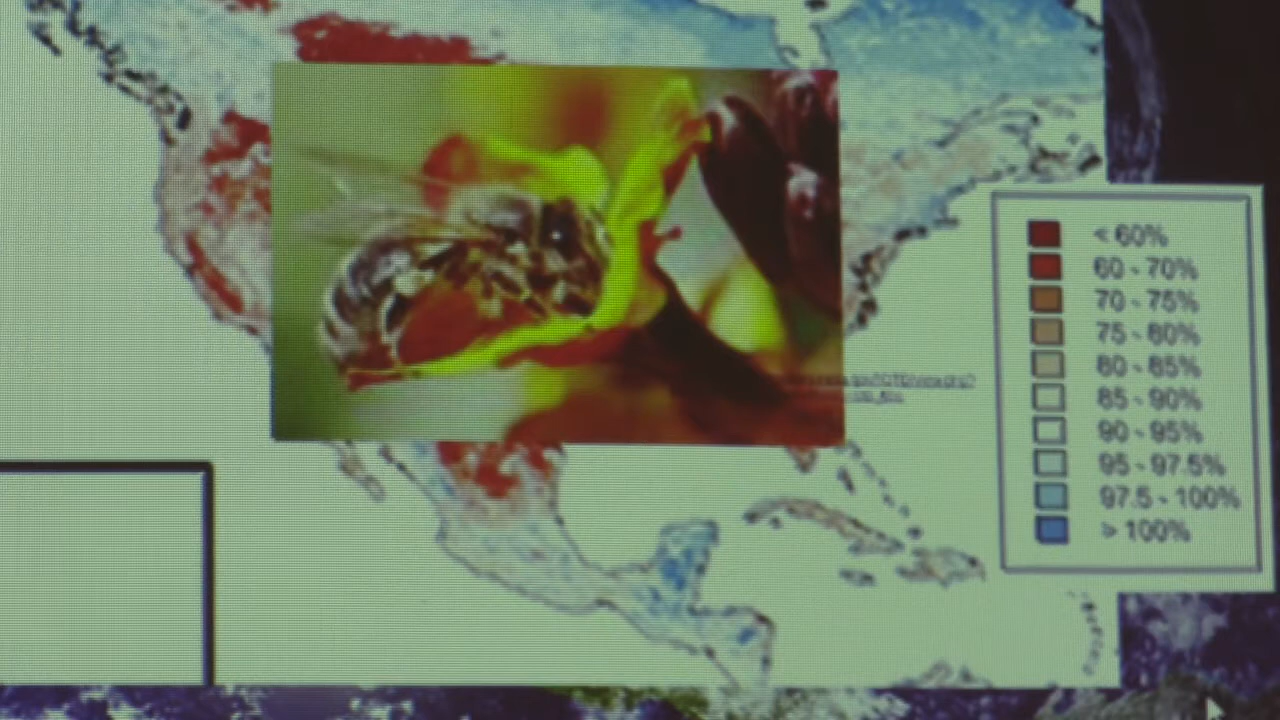 < 60%
60 - 70%
70 - 75%
75 - 80%
80 - 85%
85 - 90%
90 - 95%
95 - 97.5%
97.5 - 100%
> 100%